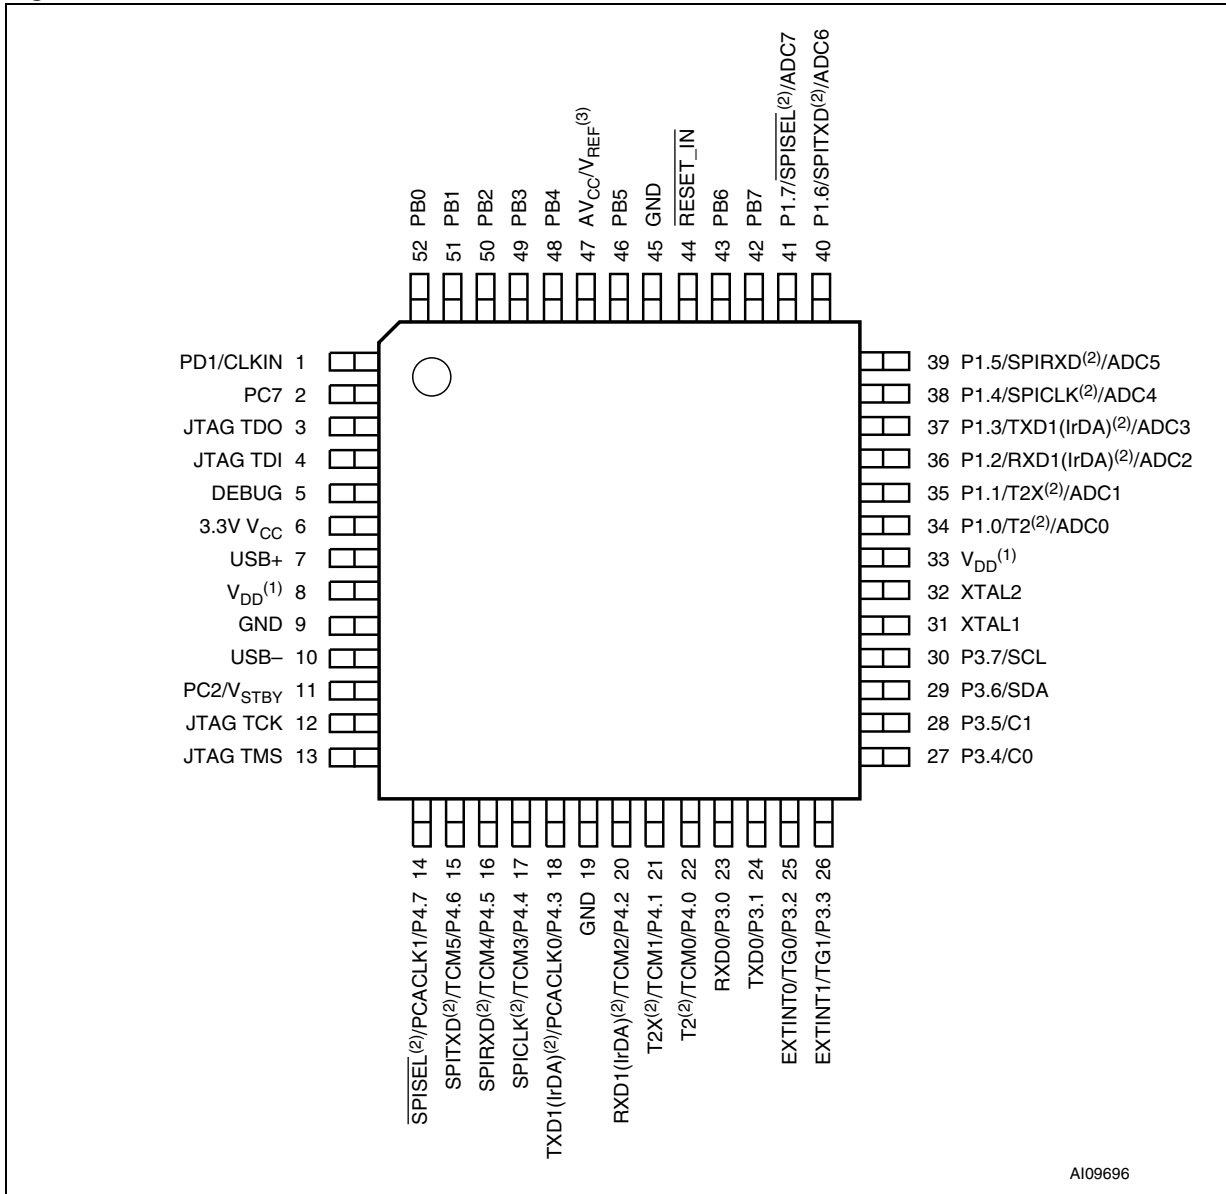 52 PB0
51 PB1
50 PB2
49 PB3
48 PB4
47 AVCC/VREF(3)
46 PB5
45 GND
44 RESET_IN
43 PB6
42 PB7
41 P1.7/SPISEL(2)/ADC7
40 P1.6/SPITXD(2)/ADC6
PD1/CLKIN 1
PC7 2
JTAG TDO 3
JTAG TDI 4
DEBUG 5
3.3V VCC 6
USB+ 7
VDD(1) 8
GND 9
USB– 10
PC2/VSTBY 11
JTAG TCK 12
JTAG TMS 13
39 P1.5/SPIRXD(2)/ADC5
38 P1.4/SPICLK(2)/ADC4
37 P1.3/TXD1(IrDA)(2)/ADC3
36 P1.2/RXD1(IrDA)(2)/ADC2
35 P1.1/T2X(2)/ADC1
34 P1.0/T2(2)/ADC0
33 VDD(1)
32 XTAL2
31 XTAL1
30 P3.7/SCL
29 P3.6/SDA
28 P3.5/C1
27 P3.4/C0
SPISEL(2)/PCACLK1/P4.7 14
SPITXD(2)/TCM5/P4.6 15
SPIRXD(2)/TCM4/P4.5 16
SPICLK(2)/TCM3/P4.4 17
TXD1(IrDA)(2)/PCACLK0/P4.3 18
GND 19
RXD1(IrDA)(2)/TCM2/P4.2 20
T2X(2)/TCM1/P4.1 21
T2(2)/TCM0/P4.0 22
RXD0/P3.0 23
TXD0/P3.1 24
EXTINT0/TG0/P3.2 25
EXTINT1/TG1/P3.3 26
AI09696